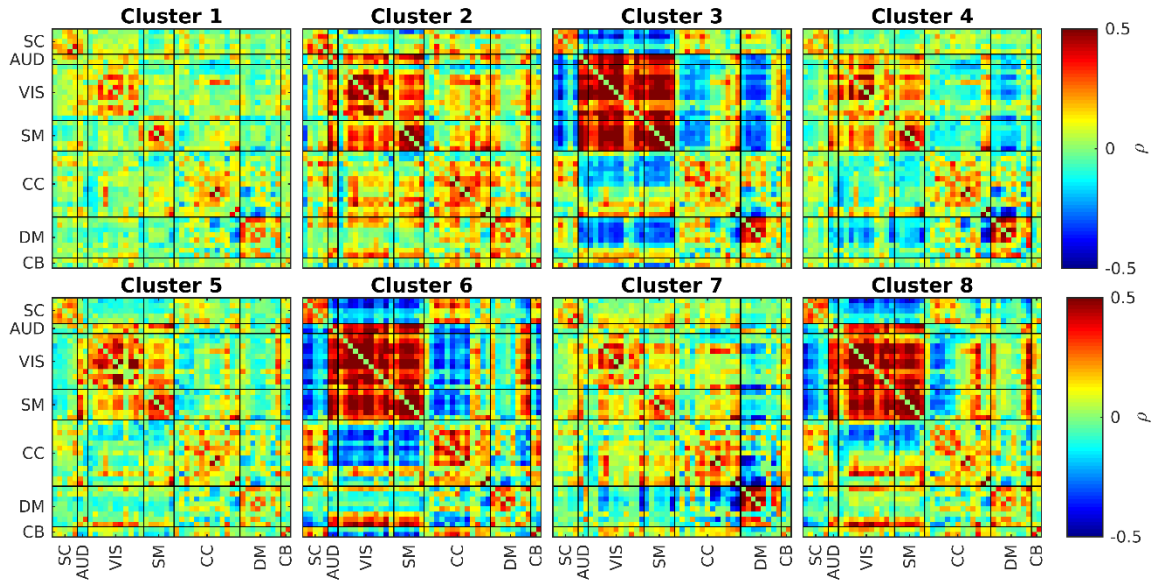 Cluster 1
Cluster 2
Cluster 3
Cluster 4
SC
AUD
VIS
SM
CC
DM
CB
0.5
0
-0.5
ρ
Cluster 5
Cluster 6
Cluster 7
Cluster 8
SC
AUD
VIS
SM
CC
DM
CB
0.5
0
-0.5
ρ
SC
AUD
VIS
SM
CC
DM
CB
SC
AUD
VIS
SM
CC
DM
CB
SC
AUD
VIS
SM
CC
DM
CB
SC
AUD
VIS
SM
CC
DM
CB